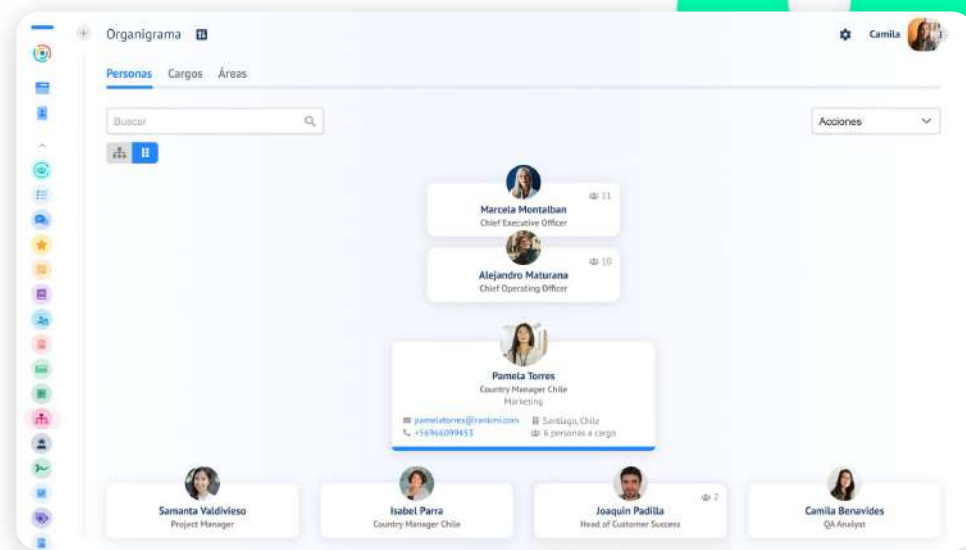 Organigrama
Camila
Personas Cargos Áreas
Buscar
Acciones
11
Marcela Montalban
Chief Executive Officer
10
Alejandro Maturana
Chief Operating Officer
Pamela Torres
Country Manager Chile
Marketing
pamelatorres@rankmi.com Santiago, Chile
+56966099453 6 personas a cargo
Samanta Valdivieso
Project Manager
Isabel Parra
Country Manager Chile
2
Joaquin Padilla
Head of Customer Success
Camila Benavides
QA Analyst